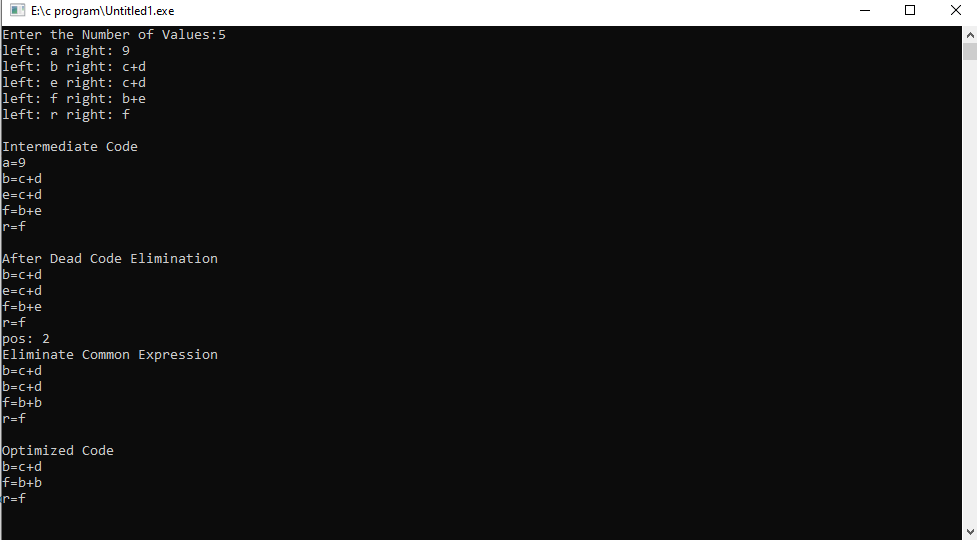 E:\c program\Untitled1.exe
Enter the Number of Values:5
left: a right: 9
left: b right: c+d
left: e right: c+d
left: f right: b+e
left: r right: f
Intermediate Code
a=9
b=c+d
e=c+d
f=b+e
r=f
After Dead Code Elimination
b=c+d
e=c+d
f=b+e
r=f
pos: 2
Eliminate Common Expression
b=c+d
b=c+d
f=b+b
r=f
Optimized Code
b=c+d
f=b+b
r=f